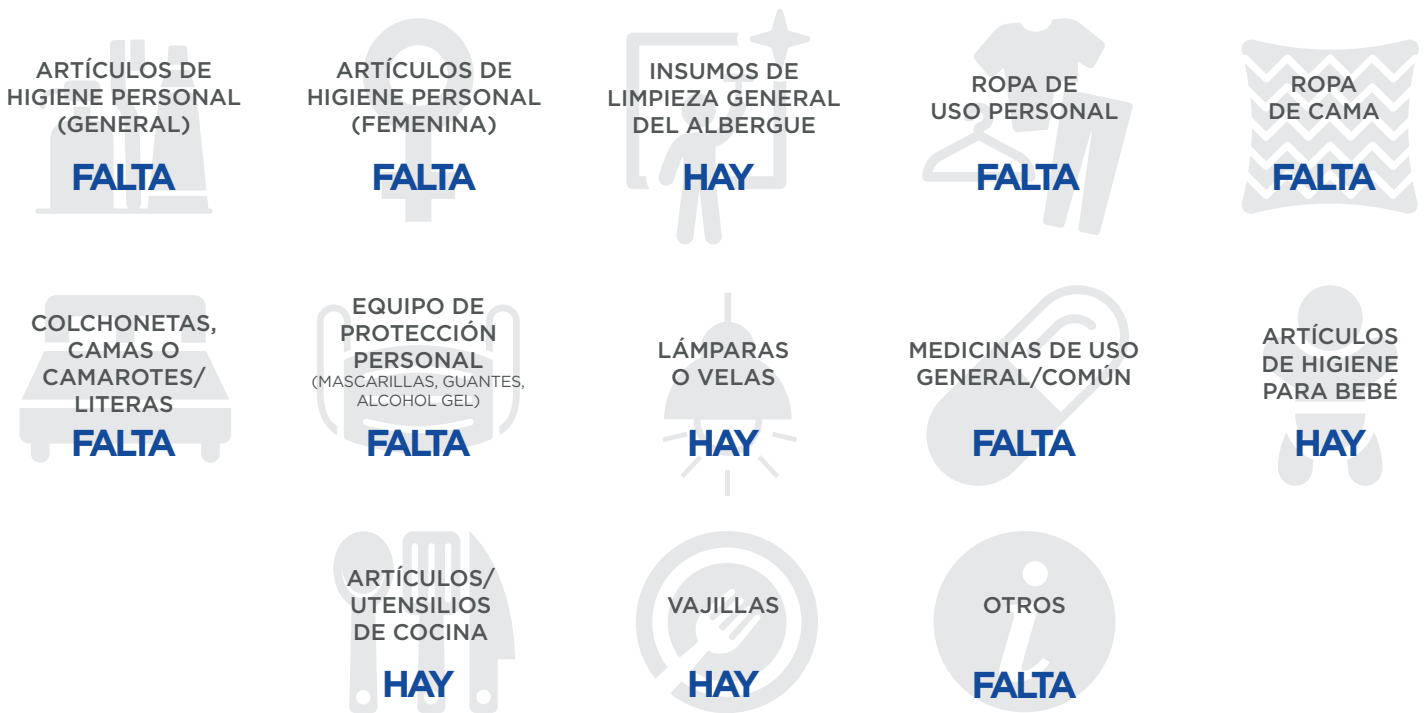 ARTÍCULOS DE
HIGIENE PERSONAL
(GENERAL)
FALTA
ARTÍCULOS DE
HIGIENE PERSONAL
(FEMENINA)
FALTA
INSUMOS DE
LIMPIEZA GENERAL
DEL ALBERGUE
HAY
ROPA DE
USO PERSONAL
FALTA
ROPA
DE CAMA
FALTA
COLCHONETAS,
CAMAS O
CAMAROTES/
LITERAS
FALTA
EQUIPO DE
PROTECCIÓN
PERSONAL
(MASCARILLAS, GUANTES,
ALCOHOL GEL)
FALTA
LÁMPARAS
O VELAS
HAY
MEDICINAS DE USO
GENERAL/COMÚN
FALTA
ARTÍCULOS
DE HIGIENE
PARA BEBÉ
HAY
ARTÍCULOS/
UTENSILIOS
DE COCINA
HAY
VAJILLAS
HAY
OTROS
FALTA